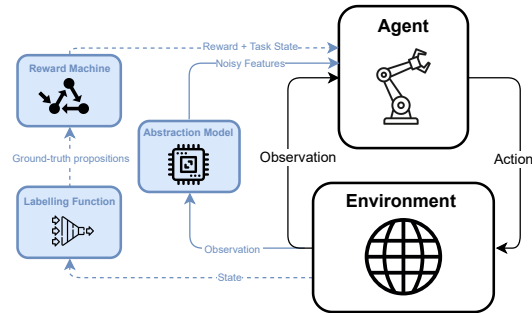 Agent
Reward + Task State
Reward Machine
Noisy Features
Abstraction Model
Observation
Action
Ground-truth propositions
Labelling Function
Environment
Observation
State